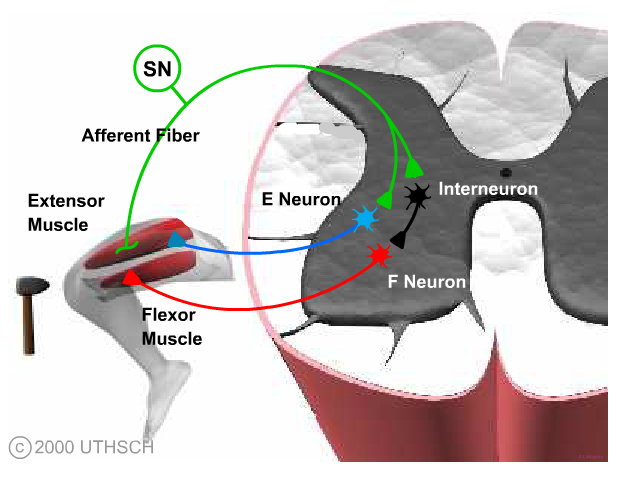 SN
Afferent Fiber
Extensor
Muscle
E Neuron
Interneuron
F Neuron
Flexor
Muscle
© 2000 UTHSCH